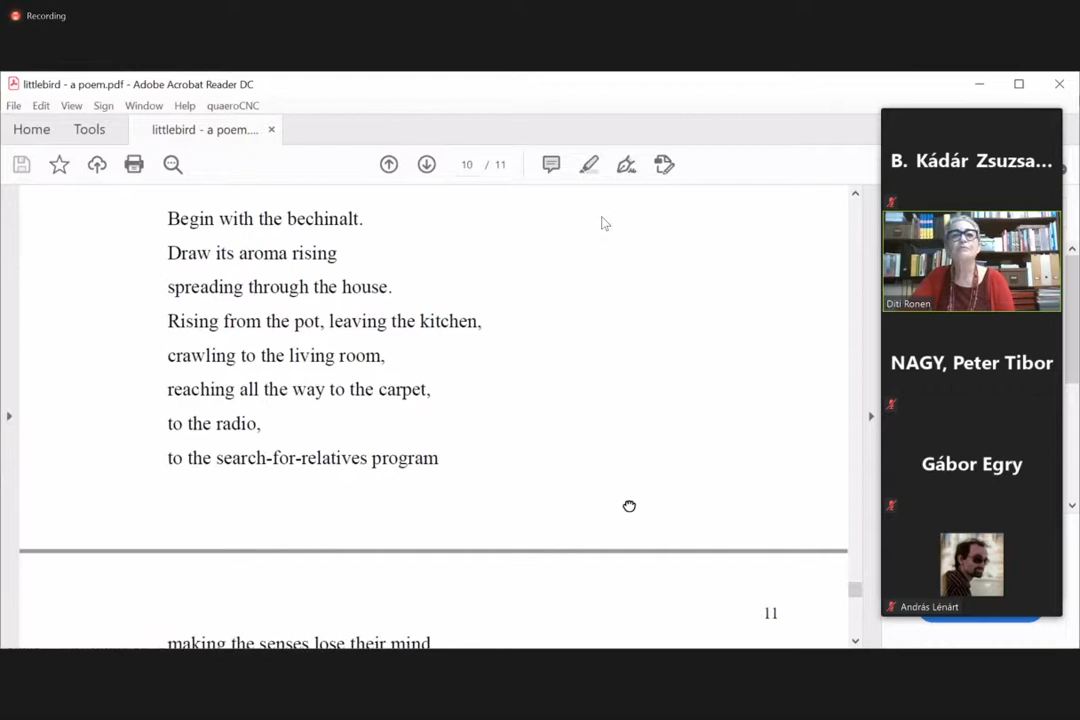 Recording
littlebird - a poem.pdf - Adobe Acrobat Reader DC
File Edit View Sign Window Help quaeroCNC
Home Tools littlebird - a poem.... ×
10 / 11
Begin with the bechinalt.
Draw its aroma rising
spreading through the house.
Rising from the pot, leaving the kitchen,
crawling to the living room,
reaching all the way to the carpet,
to the radio,
to the search-for-relatives program
11
making the senses lose their mind
B. Kádár Zsuzsa...
Diti Ronen
NAGY, Peter Tibor
Gábor Egry
András Lénárt